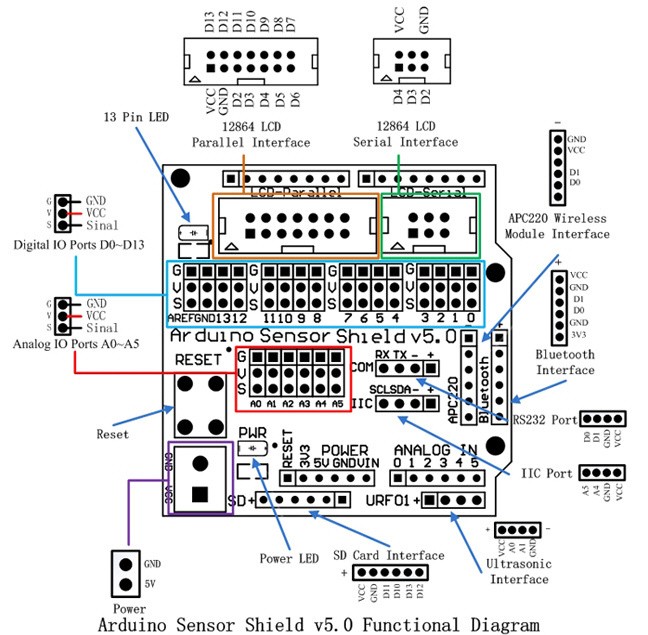 D13 D12 D11 D10 D9 D8 D7
VCC GND
VCC GND D2 D3 D4 D5 D6
D4 D3 D2
13 Pin LED
12864 LCD
Parallel Interface
12864 LCD
Serial Interface
GND
VCC
D1
D0
APC220 Wireless
Module Interface
LCD-Parallel
LCD-Serial
G GND
V VCC
S Sinal
Digital IO Ports D0~D13
G G G G
V V V V
S S S S
AREF GND 13 12 11 10 9 8 7 6 5 4 3 2 1 0
VCC
GND
D1
D0
GND
3V3
Bluetooth
Interface
G GND
V VCC
S Sinal
Analog IO Ports A0~A5
Arduino Sensor Shield v5.0
RESET
G
V
S
A0 A1 A2 A3 A4 A5
RX TX - +
COM
SCL SDA - +
IIC
APC220
Bluetooth
RS232 Port
D0 D1 GND VCC
IIC Port
A5 A4 GND VCC
Reset
GND
VCC
PWR
RESET
3V3
5V
GND VIN
POWER
ANALOG IN
0 1 2 3 4 5
SD+
URF01+
Power LED
SD Card Interface
+
VCC GND D11 D10 D13 D12
+ -
VCC A0 A1 GND
Ultrasonic
Interface
GND
5V
Power
Arduino Sensor Shield v5.0 Functional Diagram